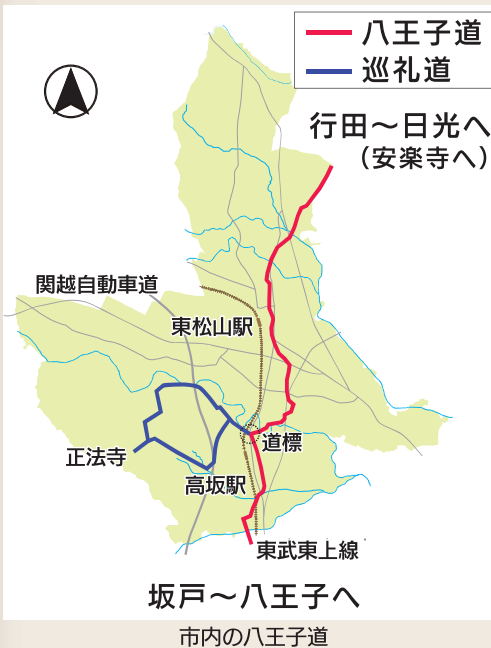 八王子道
巡礼道
行田～日光へ
（安楽寺へ）
関越自動車道
東松山駅
道標
正法寺
高坂駅
東武東上線
坂戸～八王子へ
市内の八王子道